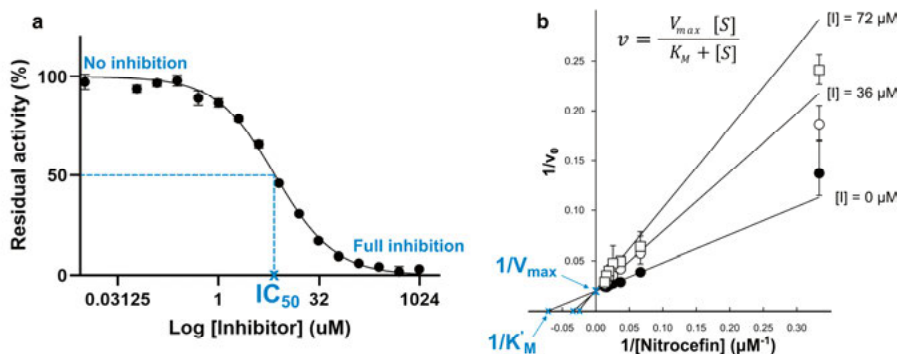 a
No inhibition
Residual activity (%)
100
50
0
Full inhibition
IC50
0.03125 1 32 1024
Log [Inhibitor] (uM)
b
v = Vmax [S] / KM + [S]
[I] = 72 μM
[I] = 36 μM
[I] = 0 μM
1/v0
0.25
0.20
0.15
0.10
0.05
1/Vmax
1/K'M
-0.05 0.00 0.05 0.10 0.15 0.20 0.25 0.30
1/[Nitrocefin] (μM-1)